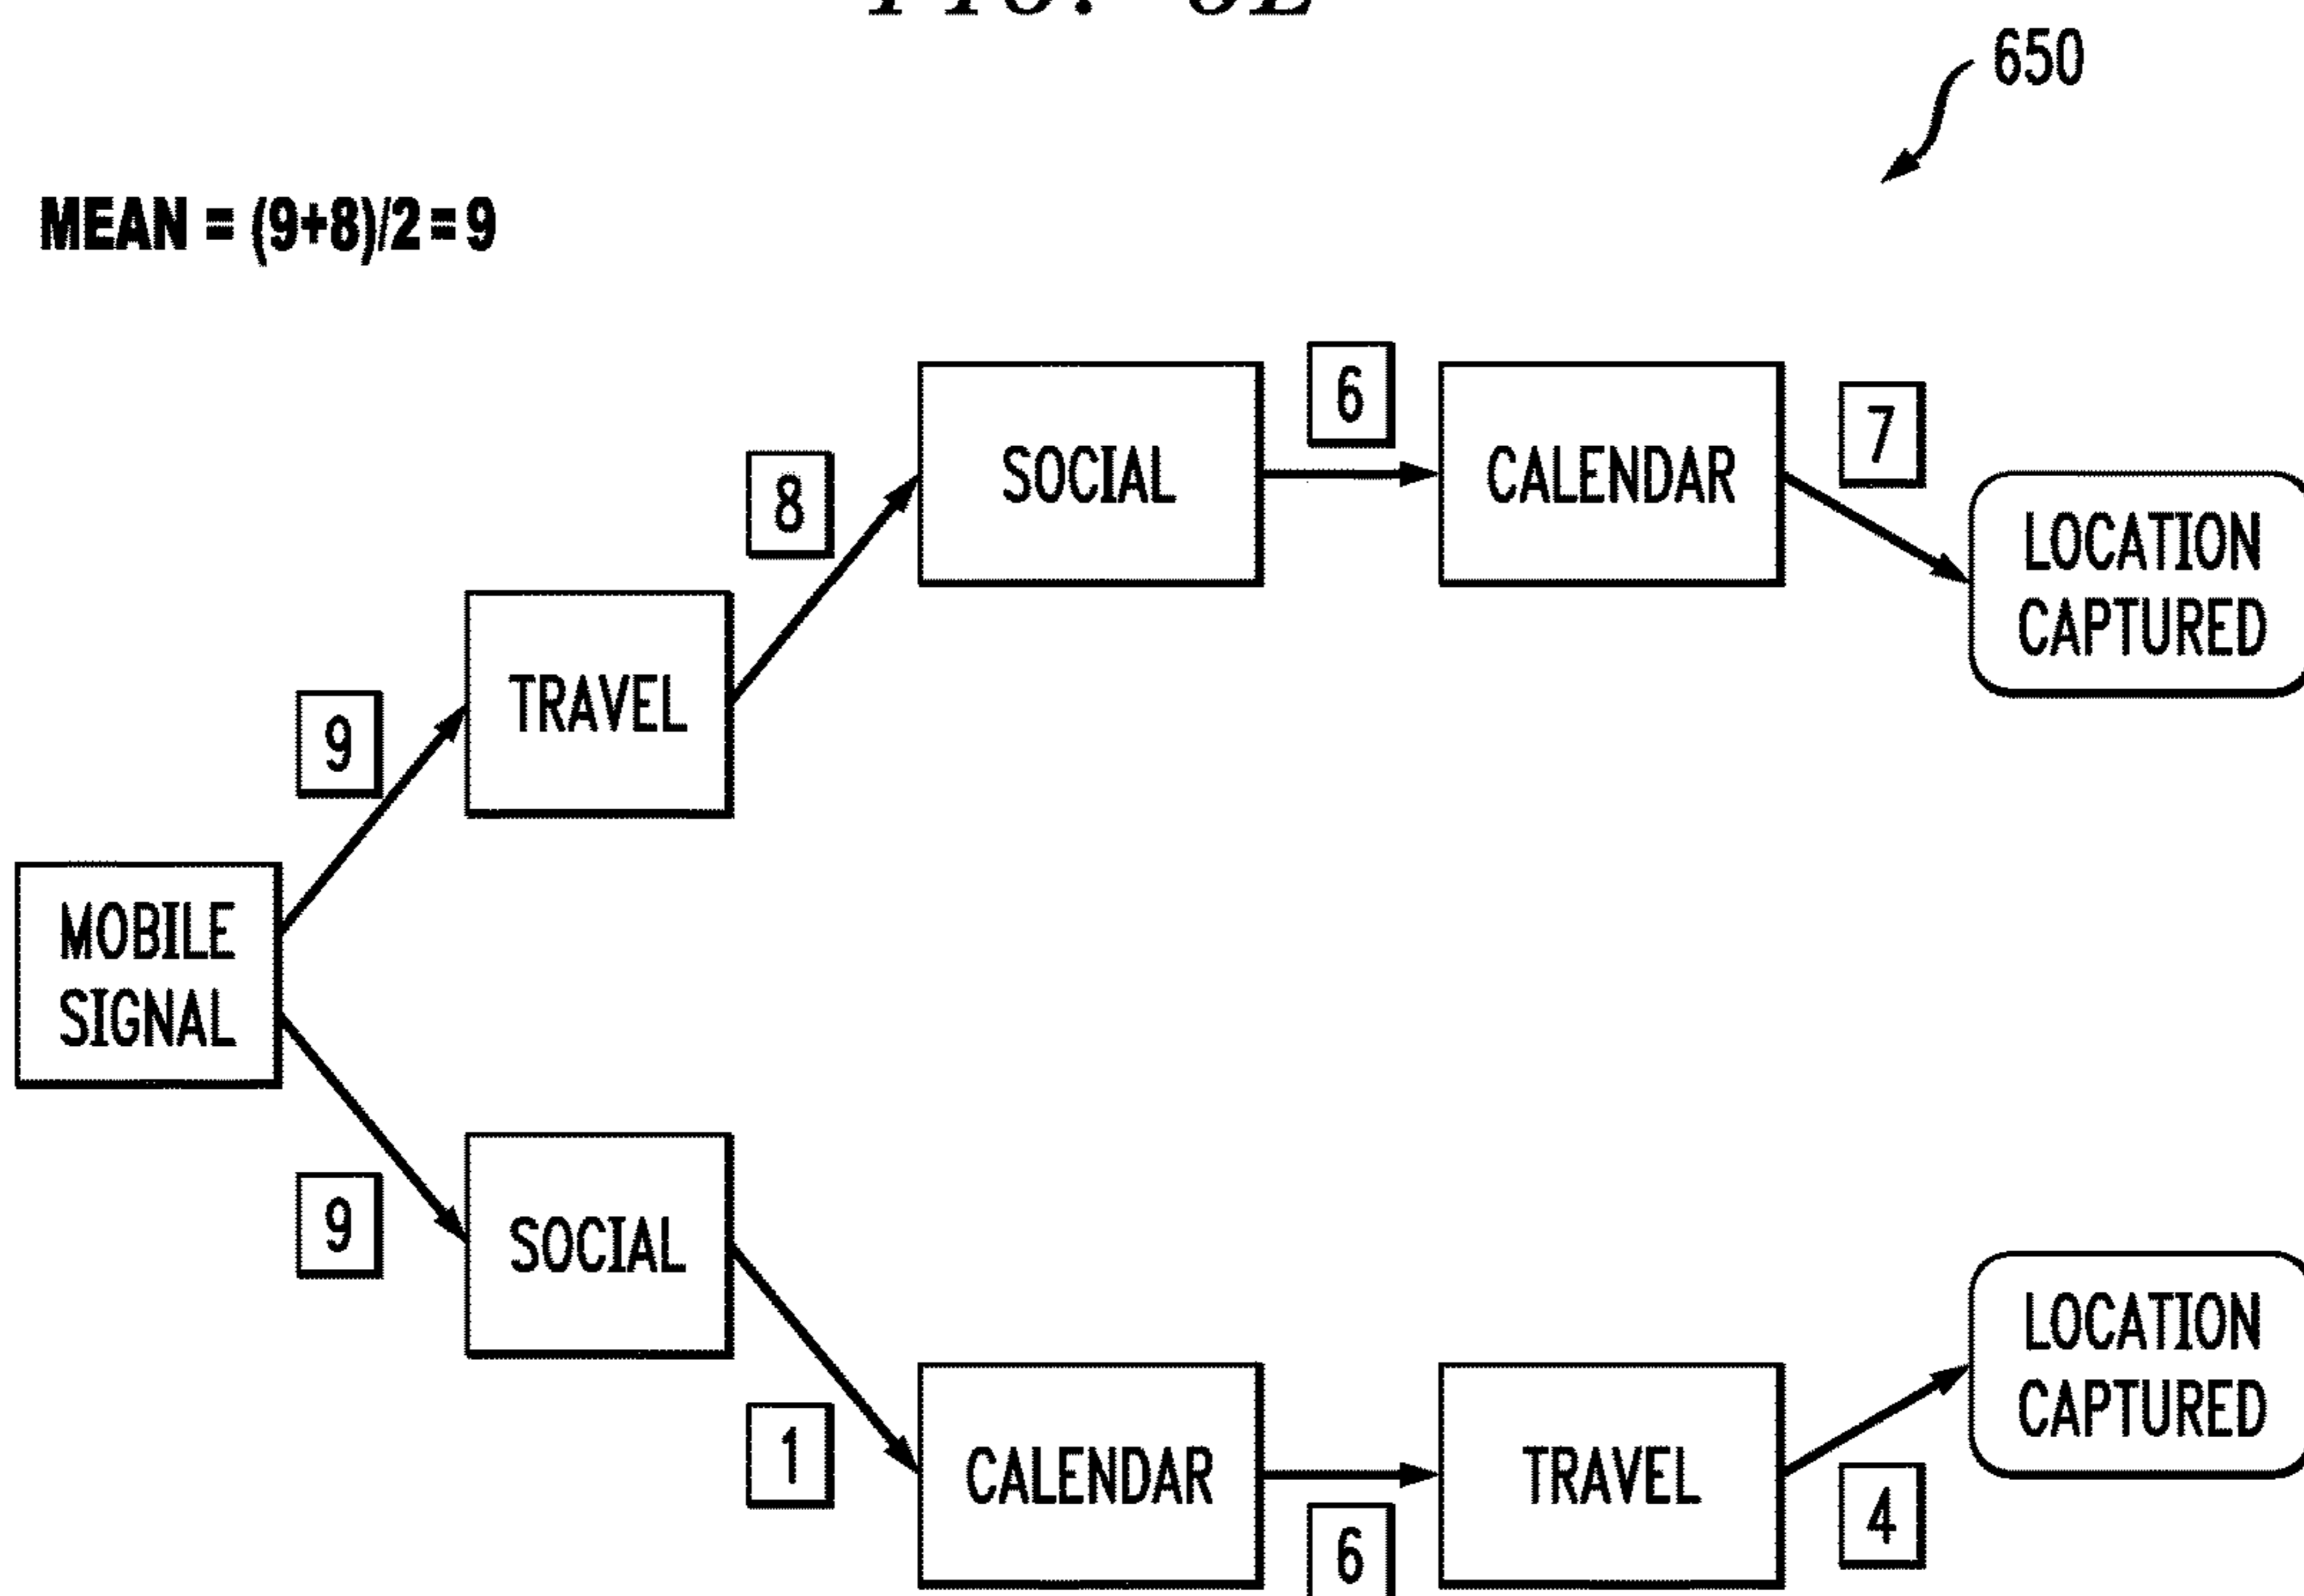 650
MEAN = (9+8)/2=9
6
7
8
SOCIAL
CALENDAR
LOCATION
CAPTURED
9
TRAVEL
MOBILE
SIGNAL
9
SOCIAL
1
CALENDAR
6
TRAVEL
4
LOCATION
CAPTURED